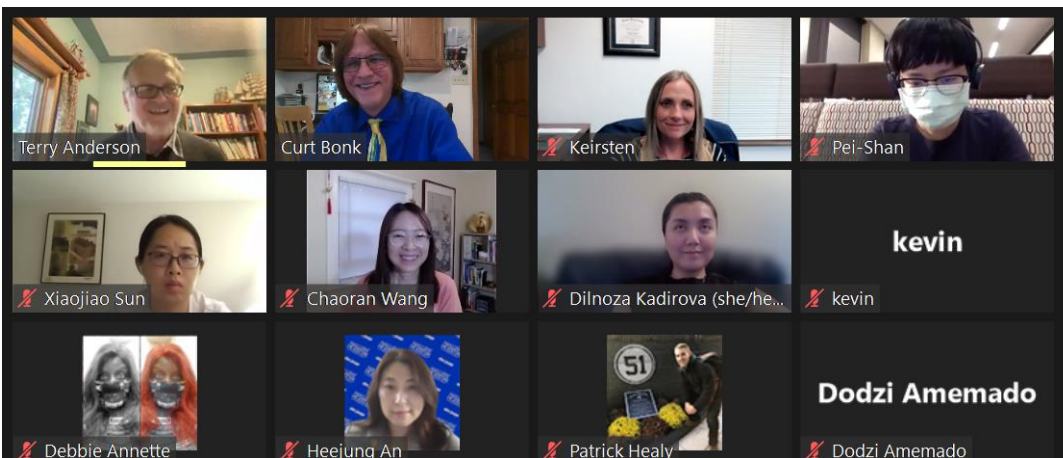 Terry Anderson
Curt Bonk
Keirsten
Pei-Shan
Xiaojiao Sun
Chaoran Wang
Dilnoza Kadirova (she/he...
kevin
kevin
Debbie Annette
Heejung An
51
Patrick Healy
Dodzi Amemado
Dodzi Amemado